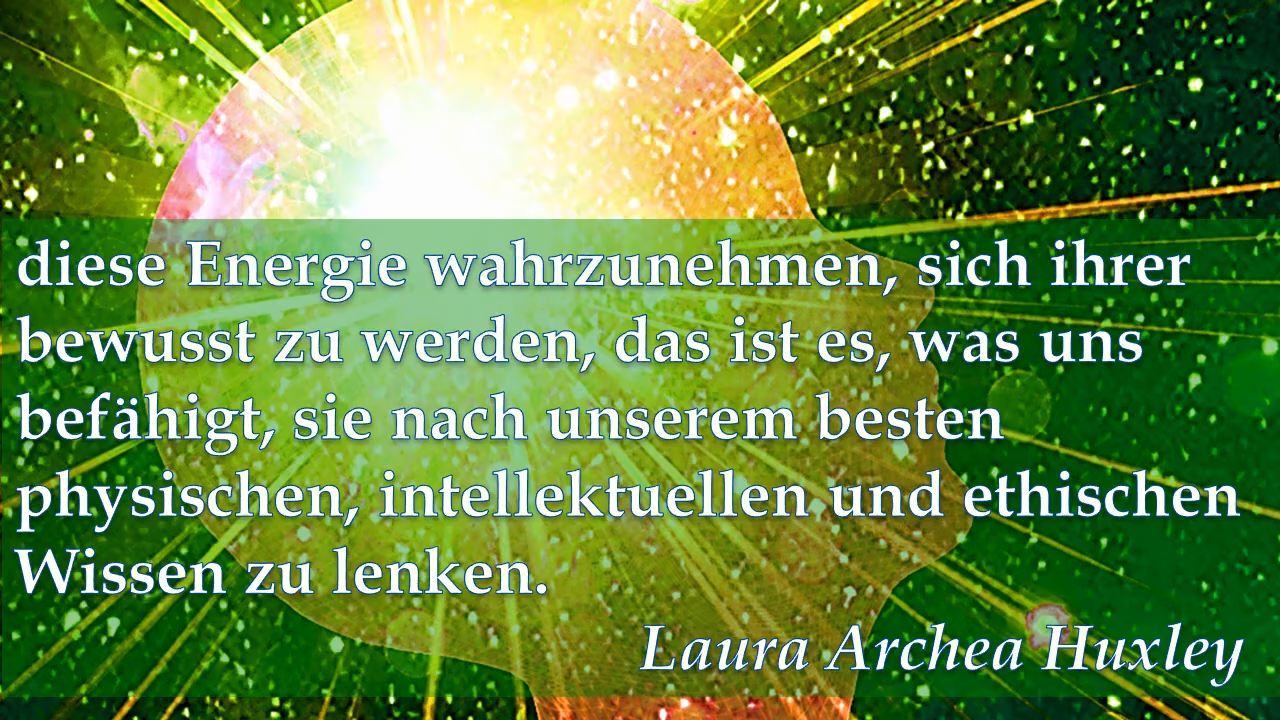 diese Energie wahrzunehmen, sich ihrer
bewusst zu werden, das ist es, was uns
befähigt, sie nach unserem besten
physischen, intellektuellen und ethischen
Wissen zu lenken.
Laura Archea Huxley